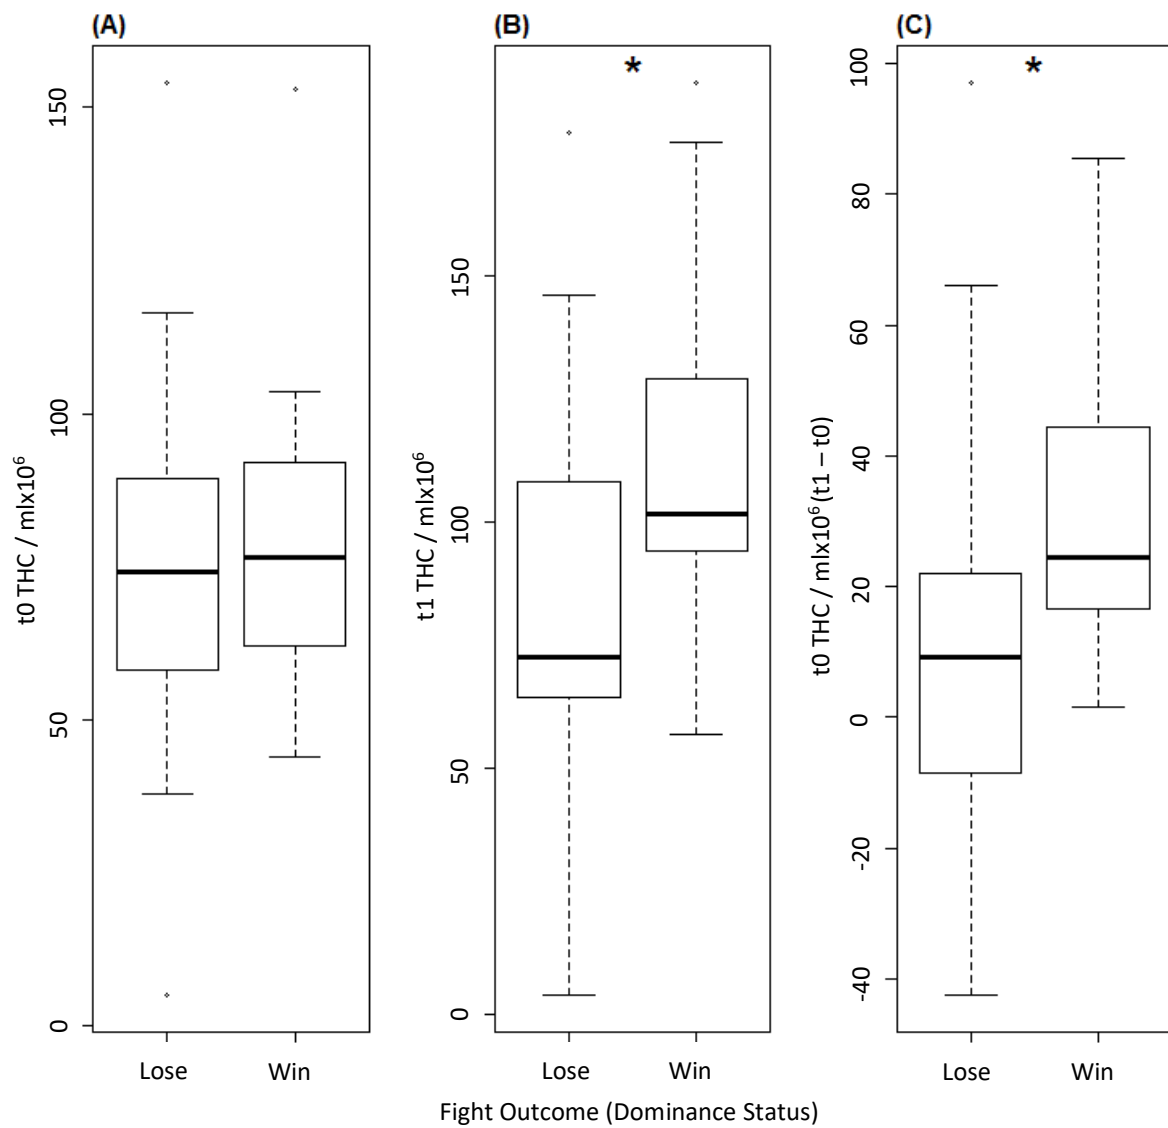 (A)
t0 THC / mlx10⁶
150
100
50
0
Lose Win
(B)
*
t1 THC / mlx10⁶
150
100
50
0
Lose Win
(C)
*
t0 THC / mlx10⁶ (t1 – t0)
100
80
60
40
20
0
-20
-40
Lose Win
Fight Outcome (Dominance Status)